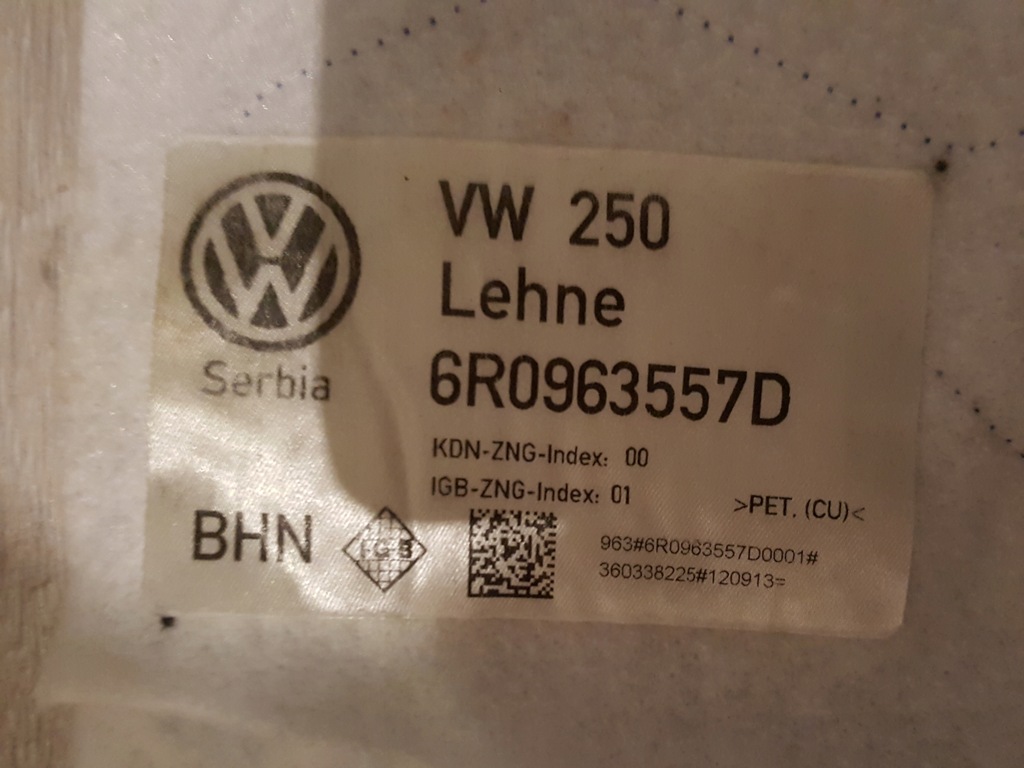 VW 250
Lehne
Serbia
6R0963557D
KDN-ZNG-Index: 00
IGB-ZNG-Index: 01
>PET. (CU)<
BHN
IGB
963#6R0963557D0001#
360338225#120913=